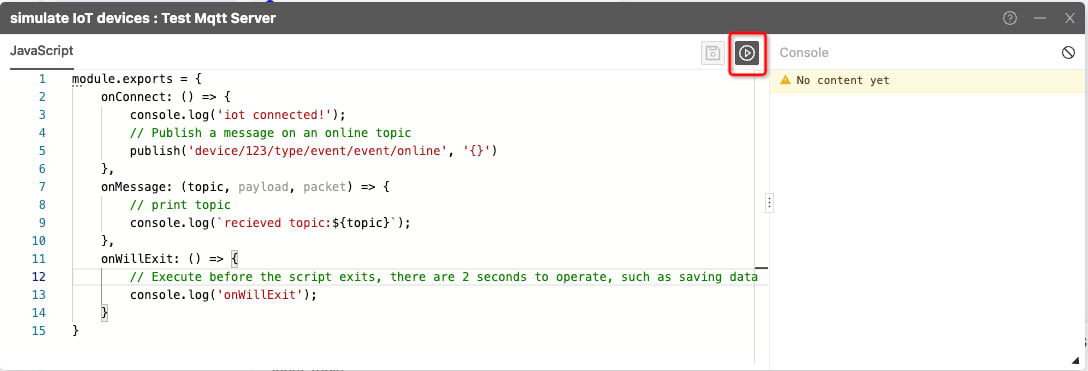 simulate IoT devices : Test Mqtt Server
JavaScript
Console
No content yet
1 module.exports = {
2 onConnect: () => {
3 console.log('iot connected!');
4 // Publish a message on an online topic
5 publish('device/123/type/event/event/online', '{}')
6 },
7 onMessage: (topic, payload, packet) => {
8 // print topic
9 console.log(`recieved topic:${topic}`);
10 },
11 onWillExit: () => {
12 // Execute before the script exits, there are 2 seconds to operate, such as saving data
13 console.log('onWillExit');
14 }
15 }